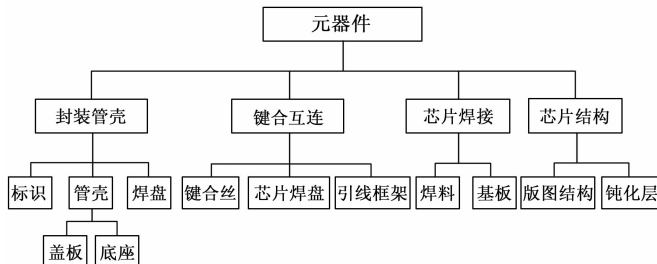 元器件
封装管壳
键合互连
芯片焊接
芯片结构
标识
管壳
焊盘
键合丝
芯片焊盘
引线框架
焊料
基板
版图结构
钝化层
盖板
底座